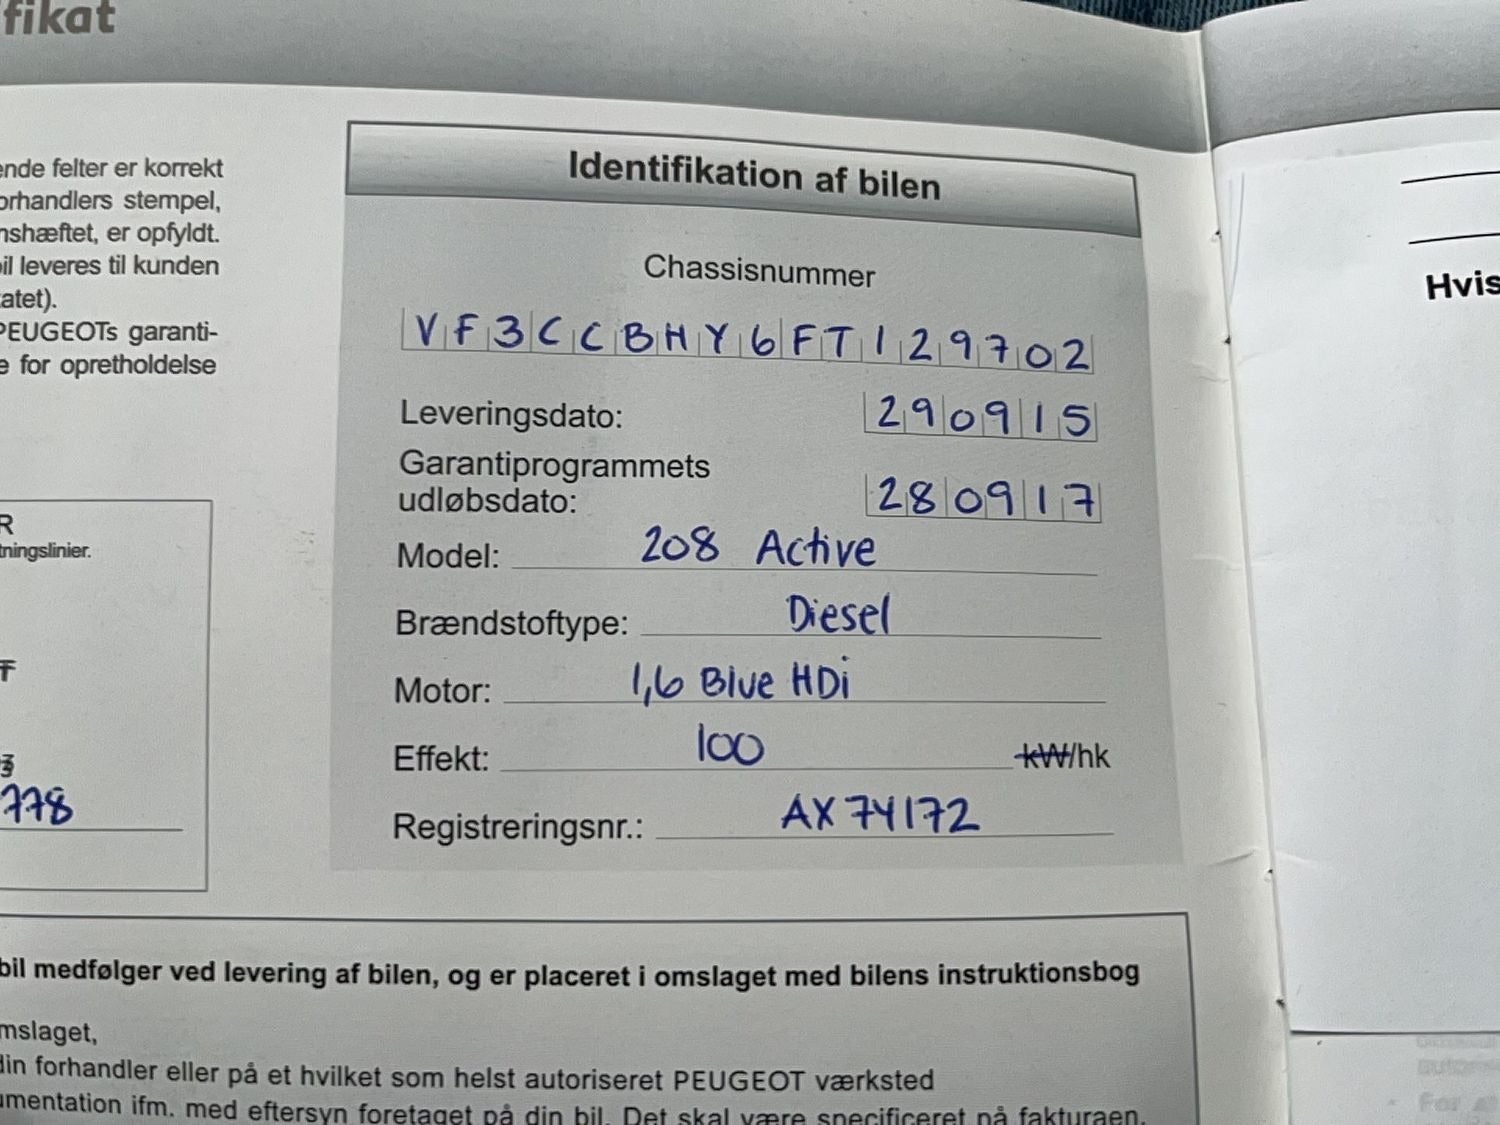 fikat
ende felter er korrekt
orhandlers stempel,
nshæftet, er opfyldt.
il leveres til kunden
atet).
PEUGEOTs garanti-
e for opretholdelse
R
tningslinier.
778
Identifikation af bilen
Chassisnummer
VF3CCBHY6FT129702
Leveringsdato: 290915
Garantiprogrammets
udløbsdato: 280917
Model: 208 Active
Brændstoftype: Diesel
Motor: 1,6 Blue HDi
Effekt: 100 kW/hk
Registreringsnr.: AX74172
bil medfølger ved levering af bilen, og er placeret i omslaget med bilens instruktionsbog
mslaget,
din forhandler eller på et hvilket som helst autoriseret PEUGEOT værksted
umentation ifm. med eftersyn foretaget på din bil. Det skal være specificeret på fakturaen,
Hvis